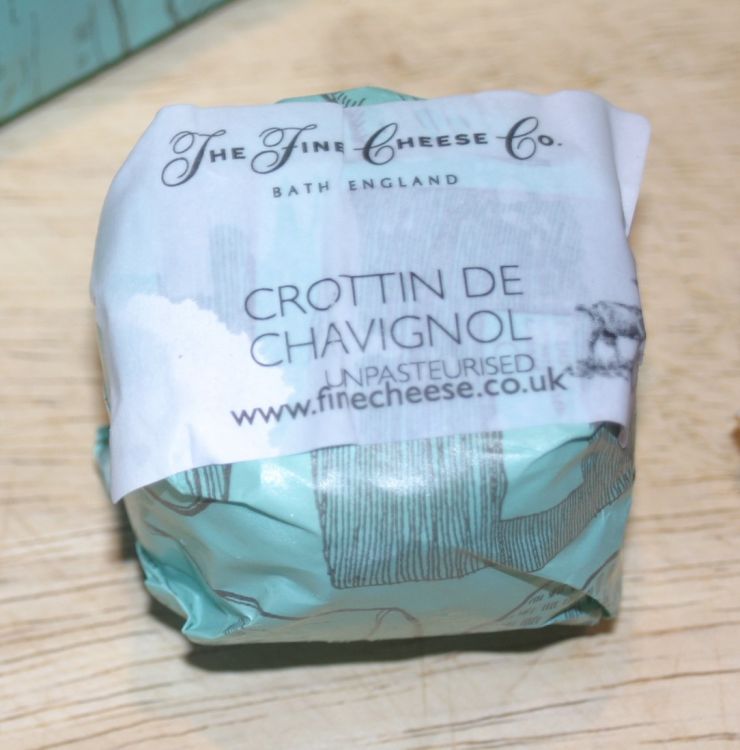 The Fine Cheese Co.
BATH ENGLAND
CROTTIN DE
CHAVIGNOL
UNPASTEURISED
www.finecheese.co.uk